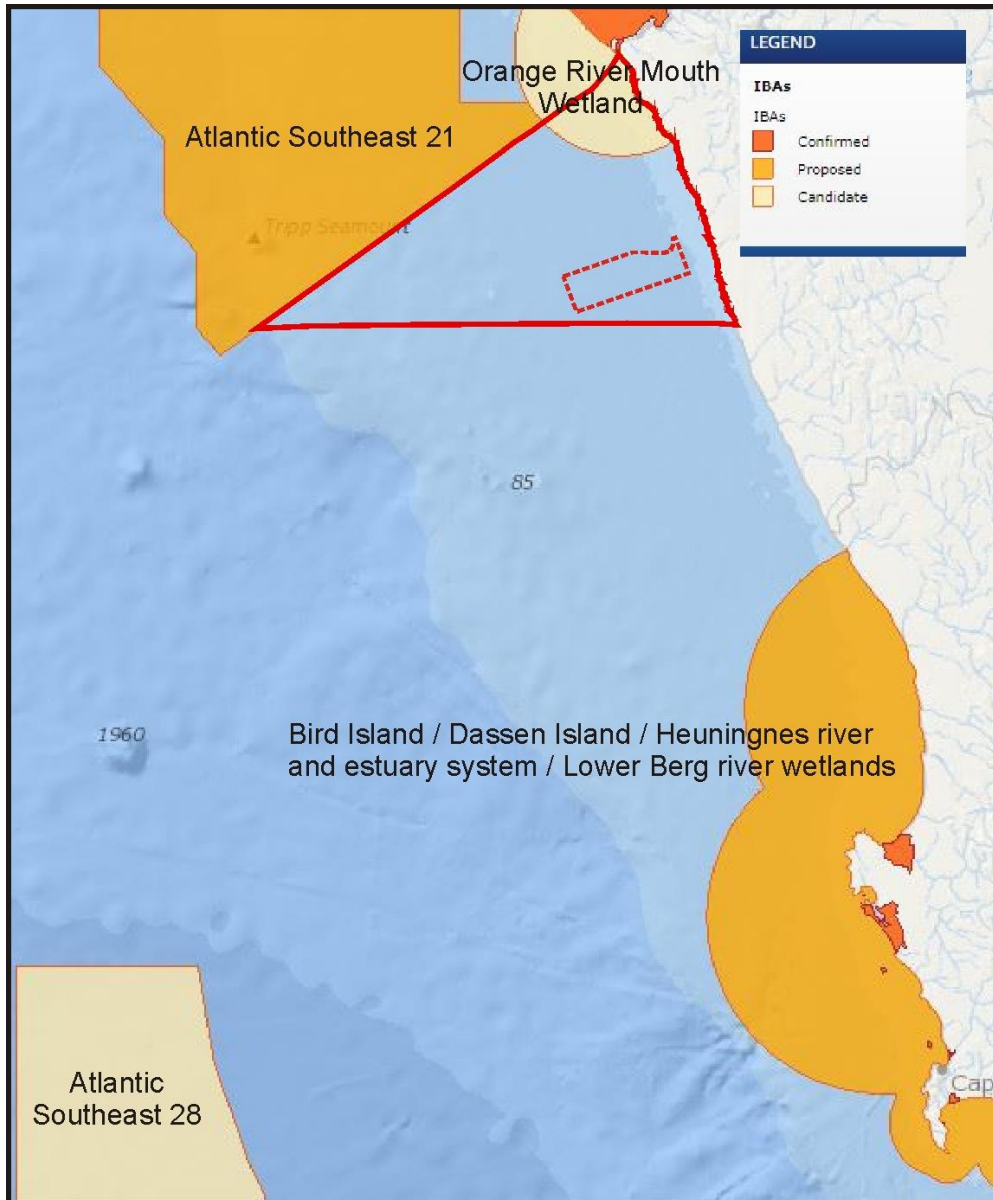 LEGEND
IBAs
IBAs
Confirmed
Proposed
Candidate
Orange River Mouth
Wetland
Atlantic Southeast 21
Tripp Seamount
85
1960
Bird Island / Dassen Island / Heuningnes river
and estuary system / Lower Berg river wetlands
Atlantic
Southeast 28
Cap